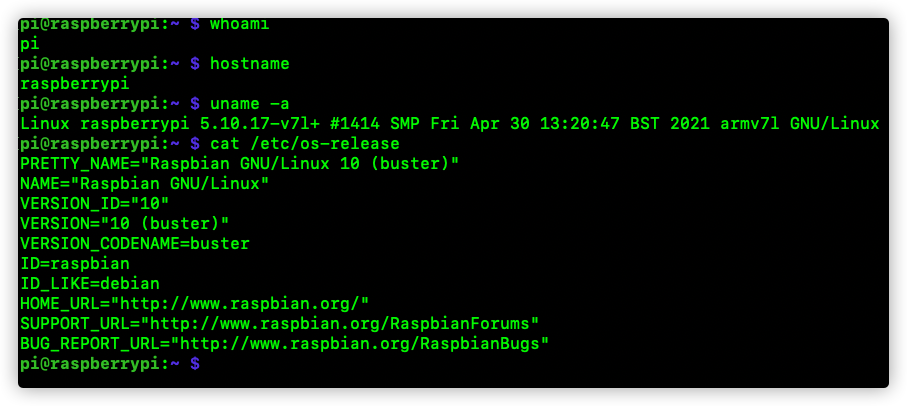 pi@raspberrypi:~ $ whoami
pi
pi@raspberrypi:~ $ hostname
raspberrypi
pi@raspberrypi:~ $ uname -a
Linux raspberrypi 5.10.17-v7l+ #1414 SMP Fri Apr 30 13:20:47 BST 2021 armv7l GNU/Linux
pi@raspberrypi:~ $ cat /etc/os-release
PRETTY_NAME="Raspbian GNU/Linux 10 (buster)"
NAME="Raspbian GNU/Linux"
VERSION_ID="10"
VERSION="10 (buster)"
VERSION_CODENAME=buster
ID=raspbian
ID_LIKE=debian
HOME_URL="http://www.raspbian.org/"
SUPPORT_URL="http://www.raspbian.org/RaspbianForums"
BUG_REPORT_URL="http://www.raspbian.org/RaspbianBugs"
pi@raspberrypi:~ $